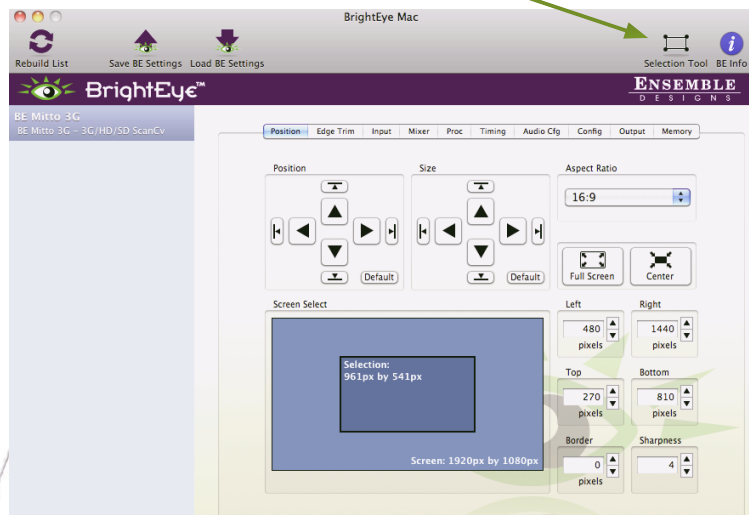 BrightEye Mac
Rebuild List
Save BE Settings
Load BE Settings
Selection Tool
BE Info
BrightEye™
ENSEMBLE
DESIGNS
BE Mitto 3G
BE Mitto 3G – 3G/HD/SD ScanCv
Position Edge Trim Input Mixer Proc Timing Audio Cfg Config Output Memory
Position
Default
Size
Default
Aspect Ratio
16:9
Full Screen
Center
Screen Select
Selection:
961px by 541px
Screen: 1920px by 1080px
Left
480
pixels
Right
1440
pixels
Top
270
pixels
Bottom
810
pixels
Border
0
pixels
Sharpness
4